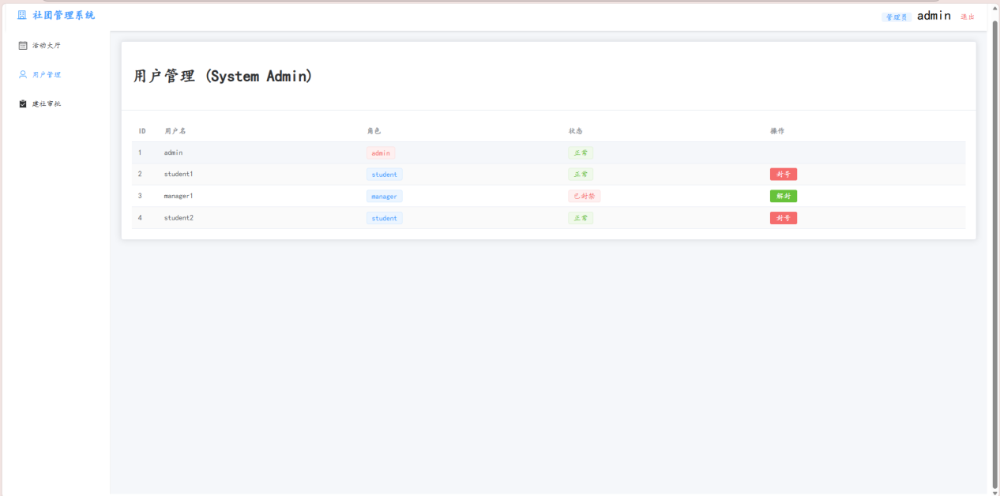 社团管理系统
管理员 admin 退出
活动大厅
用户管理
建社审批
用户管理 (System Admin)
ID 用户名 角色 状态 操作
1 admin admin 正常
2 student1 student 正常 封号
3 manager1 manager 已封禁 解封
4 student2 student 正常 封号